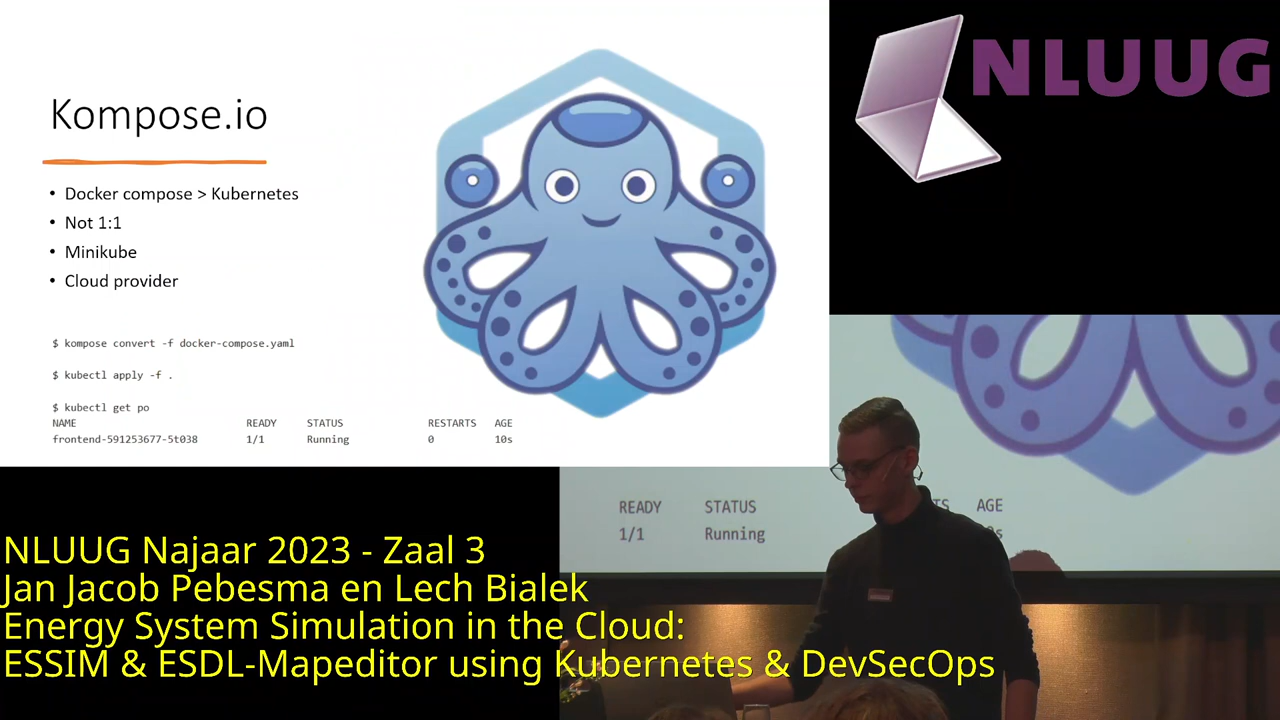 Kompose.io
• Docker compose > Kubernetes
• Not 1:1
• Minikube
• Cloud provider
$ kompose convert -f docker-compose.yaml
$ kubectl apply -f .
$ kubectl get po
NAME READY STATUS RESTARTS AGE
frontend-591253677-5t038 1/1 Running 0 10s
NLUUG
READY STATUS TS AGE
1/1 Running s
NLUUG Najaar 2023 - Zaal 3
Jan Jacob Pebesma en Lech Bialek
Energy System Simulation in the Cloud:
ESSIM & ESDL-Mapeditor using Kubernetes & DevSecOps